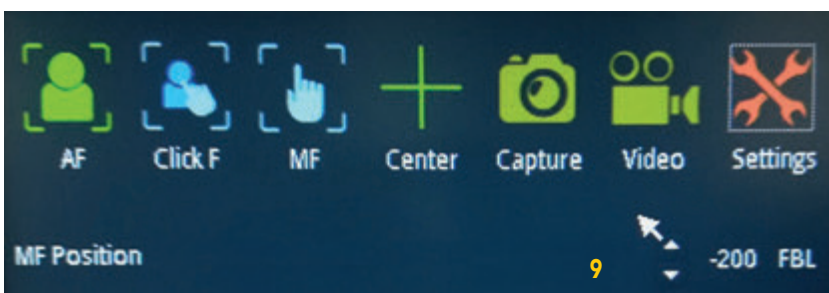 AF Click F MF Center Capture Video Settings
MF Position 9 -200 FBL